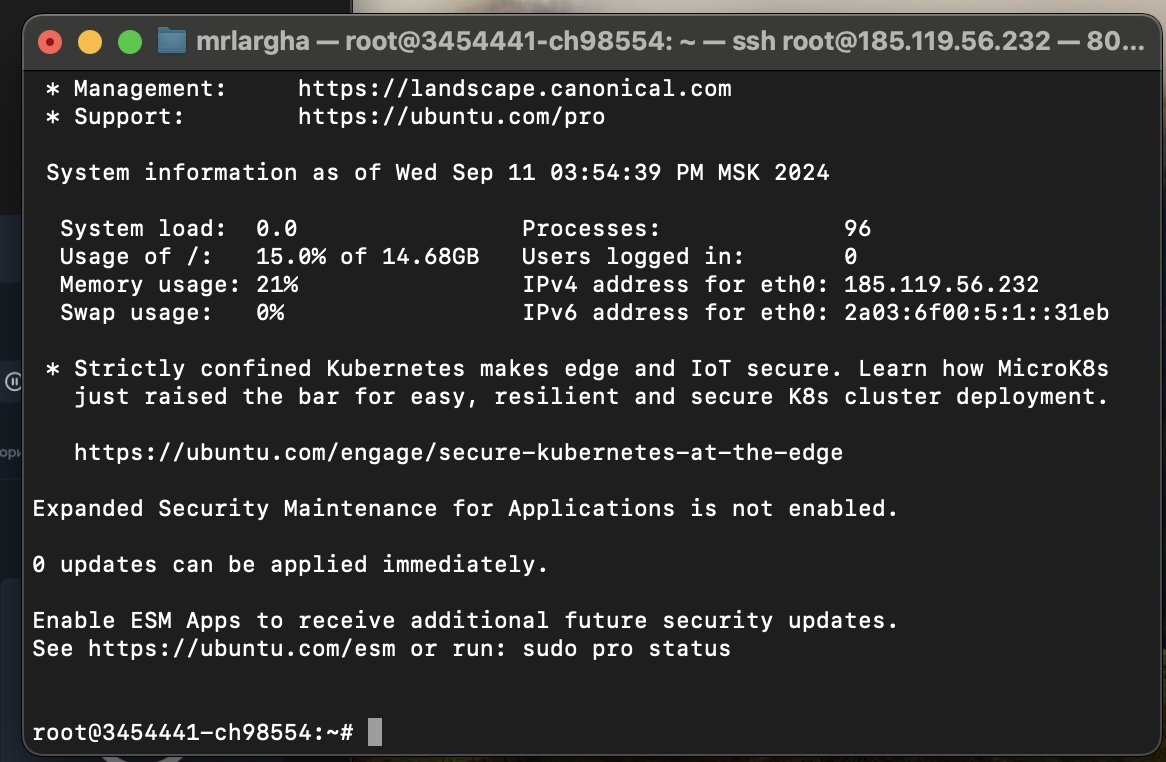 mrlargha — root@3454441-ch98554: ~ — ssh root@185.119.56.232 — 80...
* Management:     https://landscape.canonical.com
* Support:        https://ubuntu.com/pro
System information as of Wed Sep 11 03:54:39 PM MSK 2024
System load:  0.0                Processes:             96
Usage of /:   15.0% of 14.68GB   Users logged in:       0
Memory usage: 21%                IPv4 address for eth0: 185.119.56.232
Swap usage:   0%                 IPv6 address for eth0: 2a03:6f00:5:1::31eb
* Strictly confined Kubernetes makes edge and IoT secure. Learn how MicroK8s
just raised the bar for easy, resilient and secure K8s cluster deployment.
https://ubuntu.com/engage/secure-kubernetes-at-the-edge
Expanded Security Maintenance for Applications is not enabled.
0 updates can be applied immediately.
Enable ESM Apps to receive additional future security updates.
See https://ubuntu.com/esm or run: sudo pro status
root@3454441-ch98554:~#